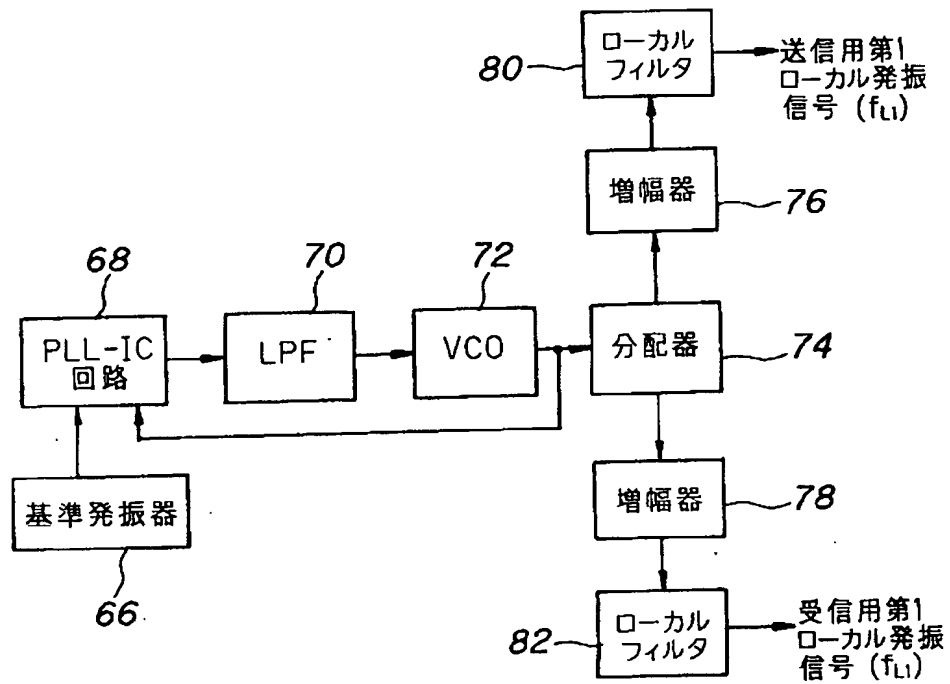 80
ローカル
フィルタ
送信用第1
ローカル発振
信号 (fL1)
増幅器
76
68
70
72
PLL-IC
回路
LPF
VCO
分配器
74
基準発振器
66
増幅器
78
82
ローカル
フィルタ
受信用第1
ローカル発振
信号 (fL1)